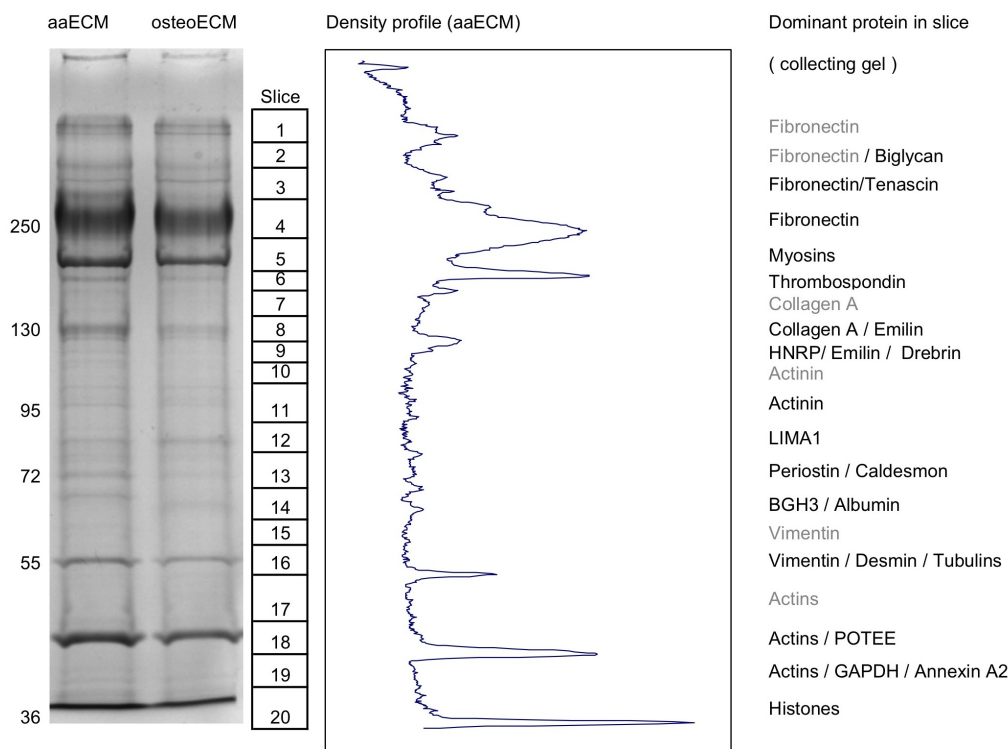 aaECM osteoECM Density profile (aaECM) Dominant protein in slice
( collecting gel )
Slice
1 Fibronectin
2 Fibronectin / Biglycan
3 Fibronectin/Tenascin
250 4 Fibronectin
5 Myosins
6 Thrombospondin
7 Collagen A
130 8 Collagen A / Emilin
9 HNRP/ Emilin / Drebrin
10 Actinin
95 11 Actinin
12 LIMA1
72 13 Periostin / Caldesmon
14 BGH3 / Albumin
15 Vimentin
55 16 Vimentin / Desmin / Tubulins
17 Actins
18 Actins / POTEE
19 Actins / GAPDH / Annexin A2
36 20 Histones